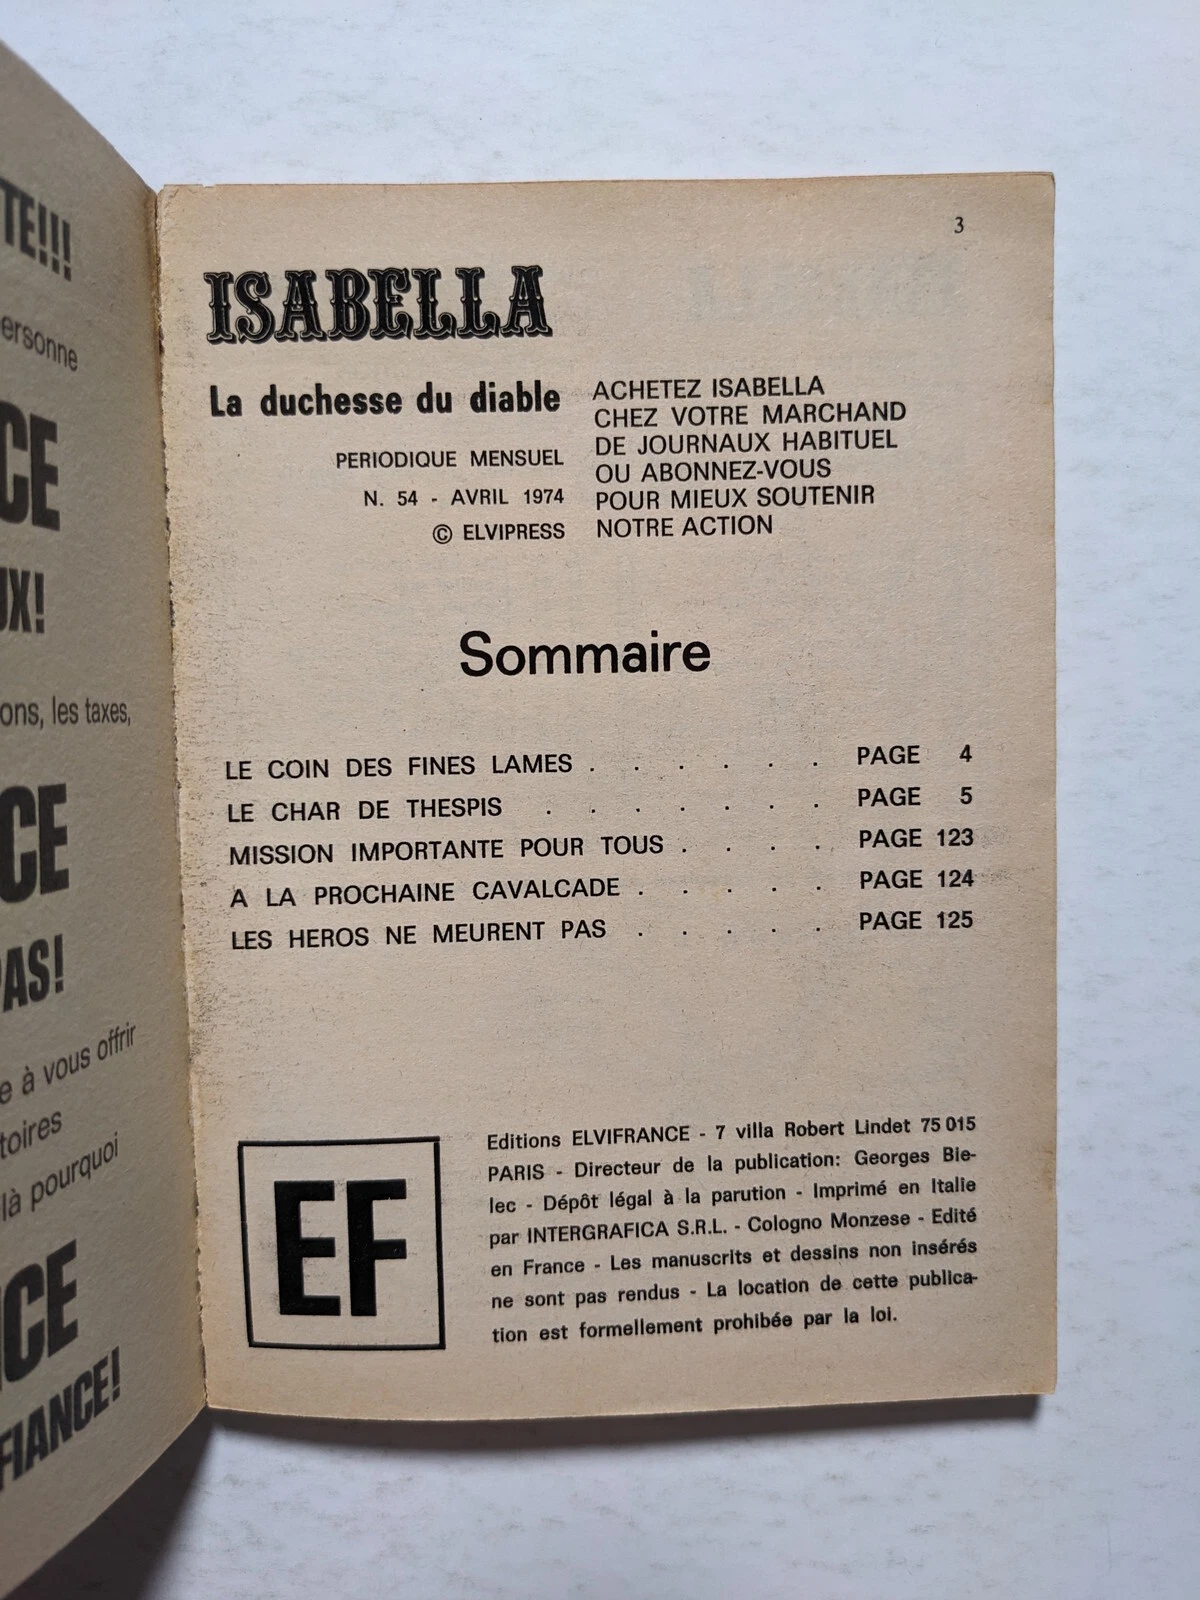 TE!!!
ersonne
CE
UX!
ons, les taxes,
CE
PAS!
e à vous offrir
toires
là pourquoi
NCE
FIANCE!
3
ISABELLA
La duchesse du diable
PERIODIQUE MENSUEL
N. 54 - AVRIL 1974
© ELVIPRESS
ACHETEZ ISABELLA
CHEZ VOTRE MARCHAND
DE JOURNAUX HABITUEL
OU ABONNEZ-VOUS
POUR MIEUX SOUTENIR
NOTRE ACTION
Sommaire
LE COIN DES FINES LAMES . . . . . . PAGE 4
LE CHAR DE THESPIS . . . . . . . PAGE 5
MISSION IMPORTANTE POUR TOUS . . . . PAGE 123
A LA PROCHAINE CAVALCADE . . . . . PAGE 124
LES HEROS NE MEURENT PAS . . . . . PAGE 125
EF
Editions ELVIFRANCE - 7 villa Robert Lindet 75 015
PARIS - Directeur de la publication: Georges Bie-
lec - Dépôt légal à la parution - Imprimé en Italie
par INTERGRAFICA S.R.L. - Cologno Monzese - Edité
en France - Les manuscrits et dessins non insérés
ne sont pas rendus - La location de cette publica-
tion est formellement prohibée par la loi.